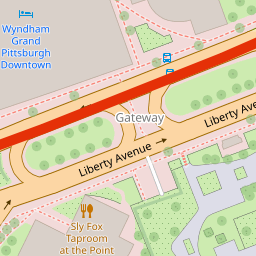 Wyndham
Grand
Pittsburgh
Downtown
Gateway
Liberty Ave
Liberty Avenue
Sly Fox
Taproom
at the Point